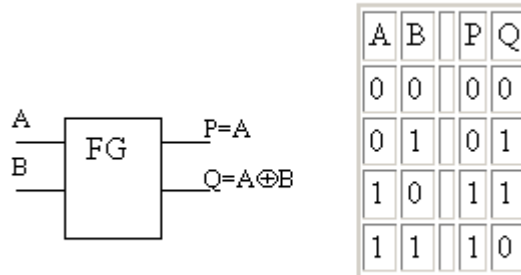 A
B
FG
P=A
Q=A⊕B
A B P Q
0 0 0 0
0 1 0 1
1 0 1 1
1 1 1 0